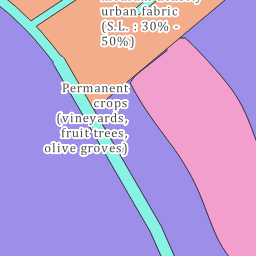 urban fabric
(S.L. : 30% -
50%)
Permanent
crops
(vineyards,
fruit trees,
olive groves)